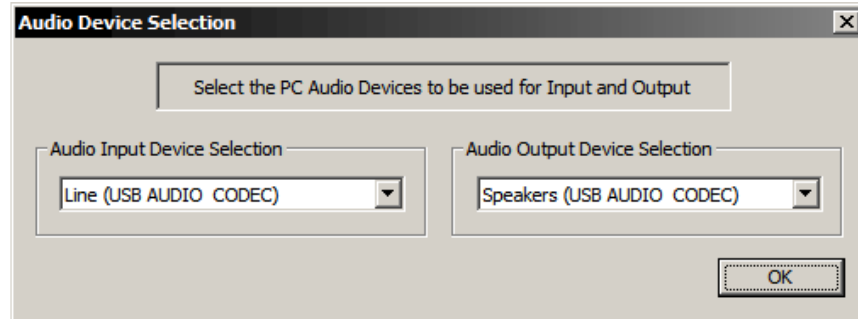 Audio Device Selection
Select the PC Audio Devices to be used for Input and Output
Audio Input Device Selection
Audio Output Device Selection
Line (USB AUDIO  CODEC)
Speakers (USB AUDIO  CODEC)
OK